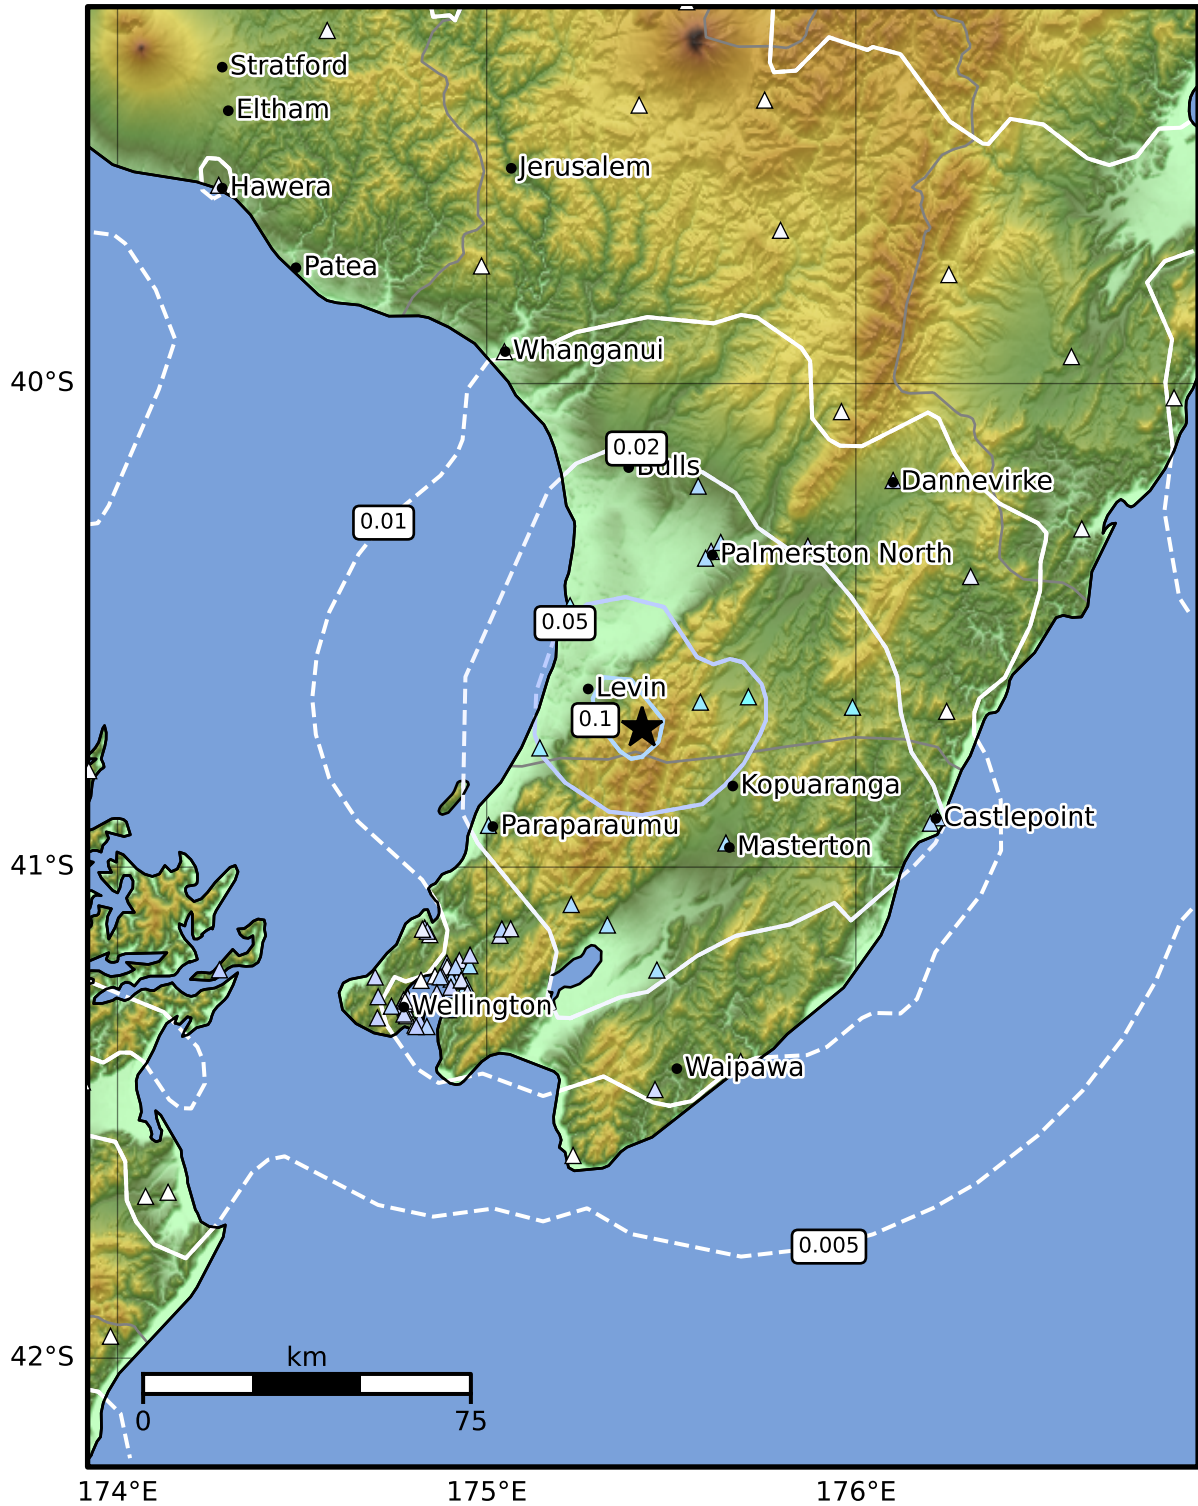 Stratford
Eltham
Jerusalem
Hawera
Patea
Whanganui
40°S
0.02
Bulls
Dannevirke
0.01
Palmerston North
0.05
Levin
0.1
Kopuaranga
Castlepoint
Paraparaumu
Masterton
41°S
Wellington
Waipawa
0.005
42°S
km
0
75
174°E
175°E
176°E